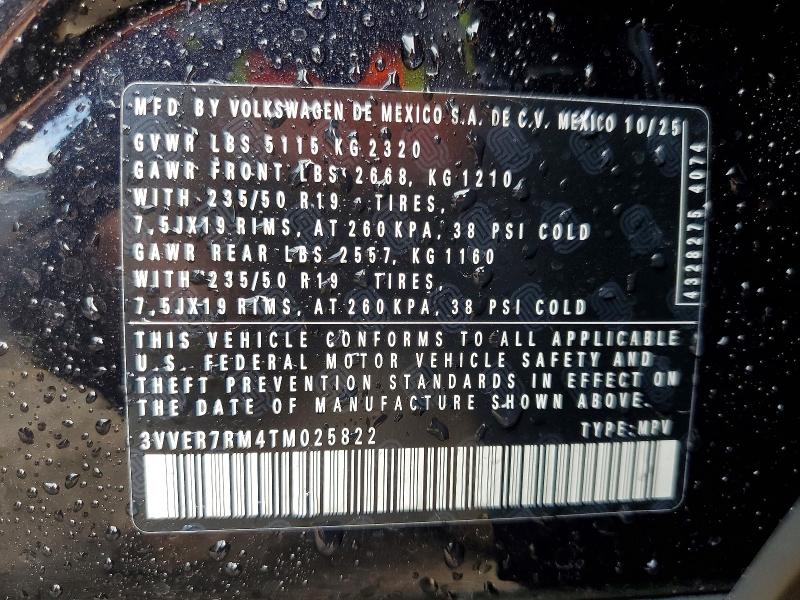 MFD. BY VOLKSWAGEN DE MEXICO S.A. DE C.V. MEXICO 10/25
GVWR LBS 5115 KG 2320
GAWR FRONT LBS 2668, KG 1210,
WITH 235/50 R19 TIRES,
7,5JX19 RIMS, AT 260 KPA, 38 PSI COLD
GAWR REAR LBS 2557, KG 1160
WITH 235/50 R19 TIRES,
7,5JX19 RIMS, AT 260 KPA, 38 PSI COLD
4328275 4074
THIS VEHICLE CONFORMS TO ALL APPLICABLE
U.S. FEDERAL MOTOR VEHICLE SAFETY AND
THEFT PREVENTION STANDARDS IN EFFECT ON
THE DATE OF MANUFACTURE SHOWN ABOVE.
3VVER7RM4TM025822 TYPE: MPV